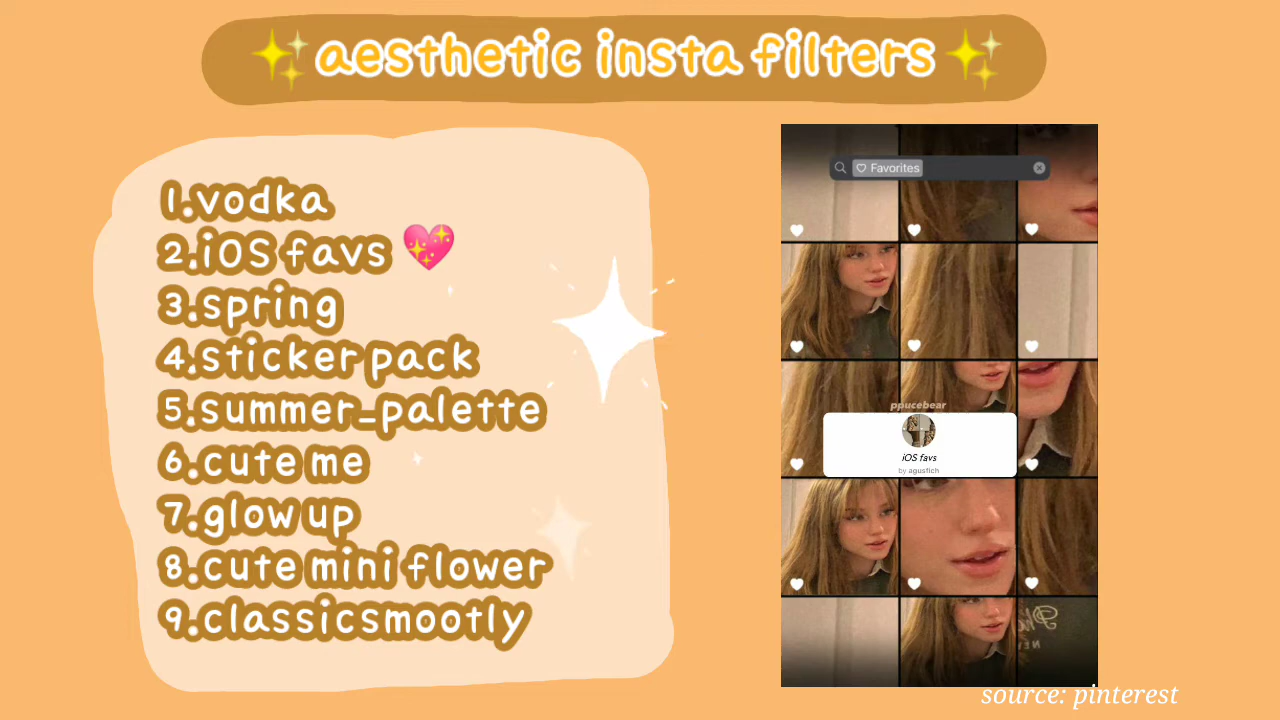 ✨aesthetic insta filters✨
1.vodka
2.iOS favs 💖
3.spring
4.sticker pack
5.summer_palette
6.cute me
7.glow up
8.cute mini flower
9.classicsmootly
Favorites
ppucebear
iOS favs
by agusfich
source: pinterest